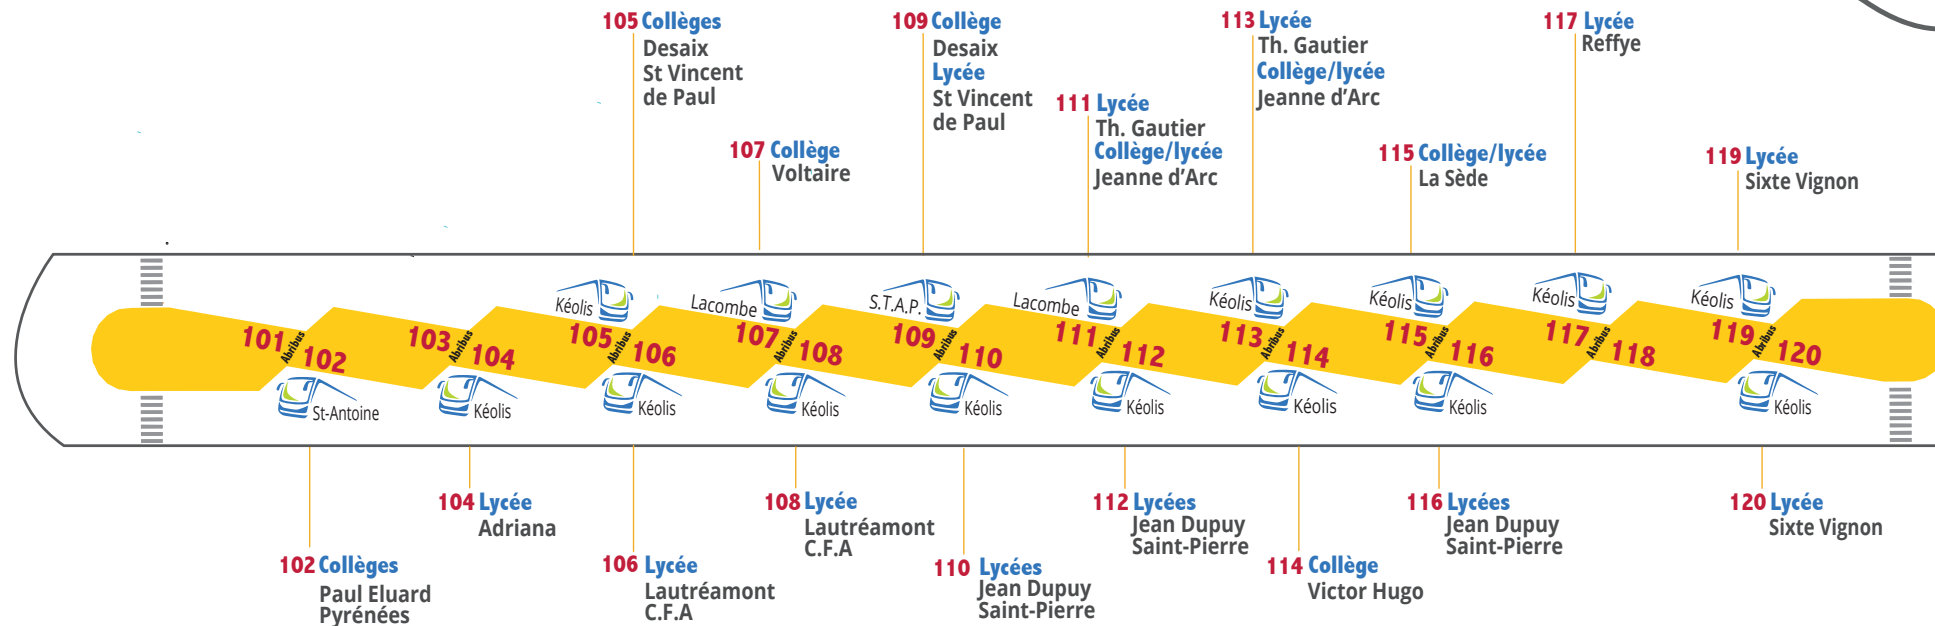 105 Collèges
Desaix
St Vincent
de Paul
107 Collège
Voltaire
109 Collège
Desaix
Lycée
St Vincent
de Paul
111 Lycée
Th. Gautier
Collège/lycée
Jeanne d’Arc
113 Lycée
Th. Gautier
Collège/lycée
Jeanne d’Arc
115 Collège/lycée
La Sède
117 Lycée
Reffye
119 Lycée
Sixte Vignon
Kéolis
Lacombe
S.T.A.P.
Lacombe
Kéolis
Kéolis
Kéolis
Kéolis
101 Abribus 102
103 Abribus 104
105 Abribus 106
107 Abribus 108
109 Abribus 110
111 Abribus 112
113 Abribus 114
115 Abribus 116
117 Abribus 118
119 Abribus 120
St-Antoine
Kéolis
Kéolis
Kéolis
Kéolis
Kéolis
Kéolis
Kéolis
Kéolis
102 Collèges
Paul Eluard
Pyrénées
104 Lycée
Adriana
106 Lycée
Lautréamont
C.F.A
108 Lycée
Lautréamont
C.F.A
110 Lycées
Jean Dupuy
Saint-Pierre
112 Lycées
Jean Dupuy
Saint-Pierre
114 Collège
Victor Hugo
116 Lycées
Jean Dupuy
Saint-Pierre
120 Lycée
Sixte Vignon